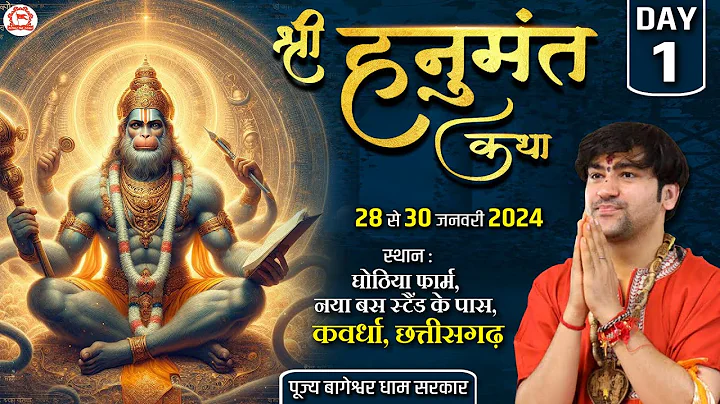 श्री हनुमंत
कथा
DAY
1
28 से 30 जनवरी 2024
स्थान :
घोठिया फार्म,
नया बस स्टैंड के पास,
कवर्धा, छत्तीसगढ़
पूज्य बागेश्वर धाम सरकार